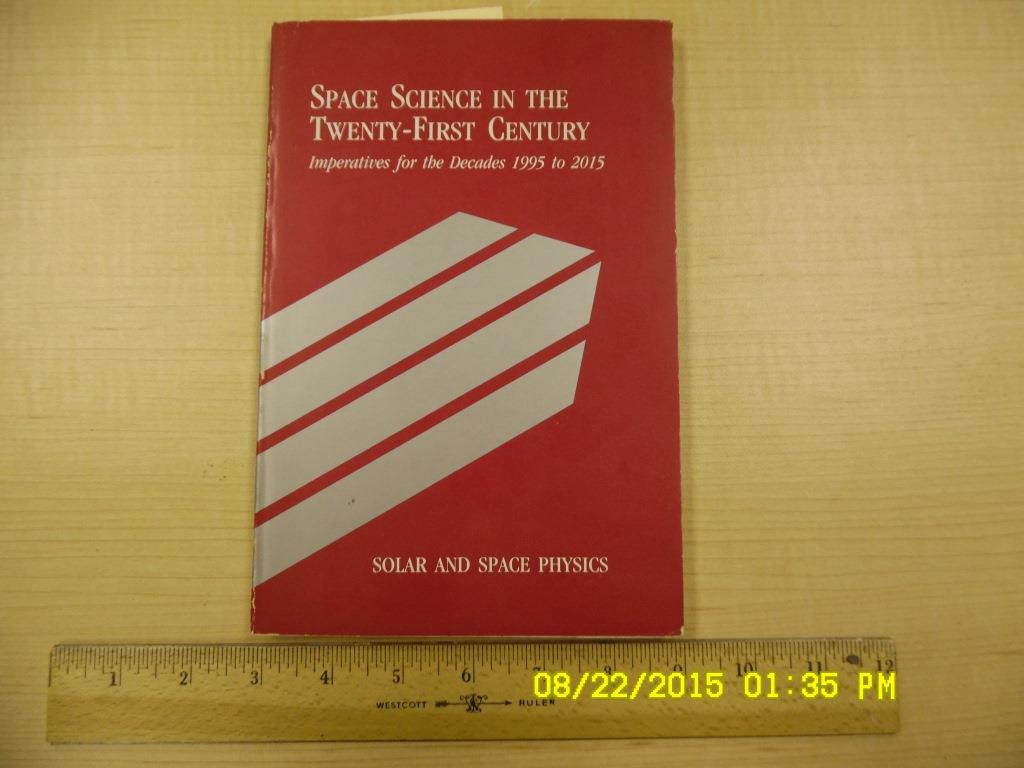 SPACE SCIENCE IN THE
TWENTY-FIRST CENTURY
Imperatives for the Decades 1995 to 2015
SOLAR AND SPACE PHYSICS
1 2 3 4 5 6 7 8 9 10 11 12
WESTCOTT RULER
08/22/2015 01:35 PM